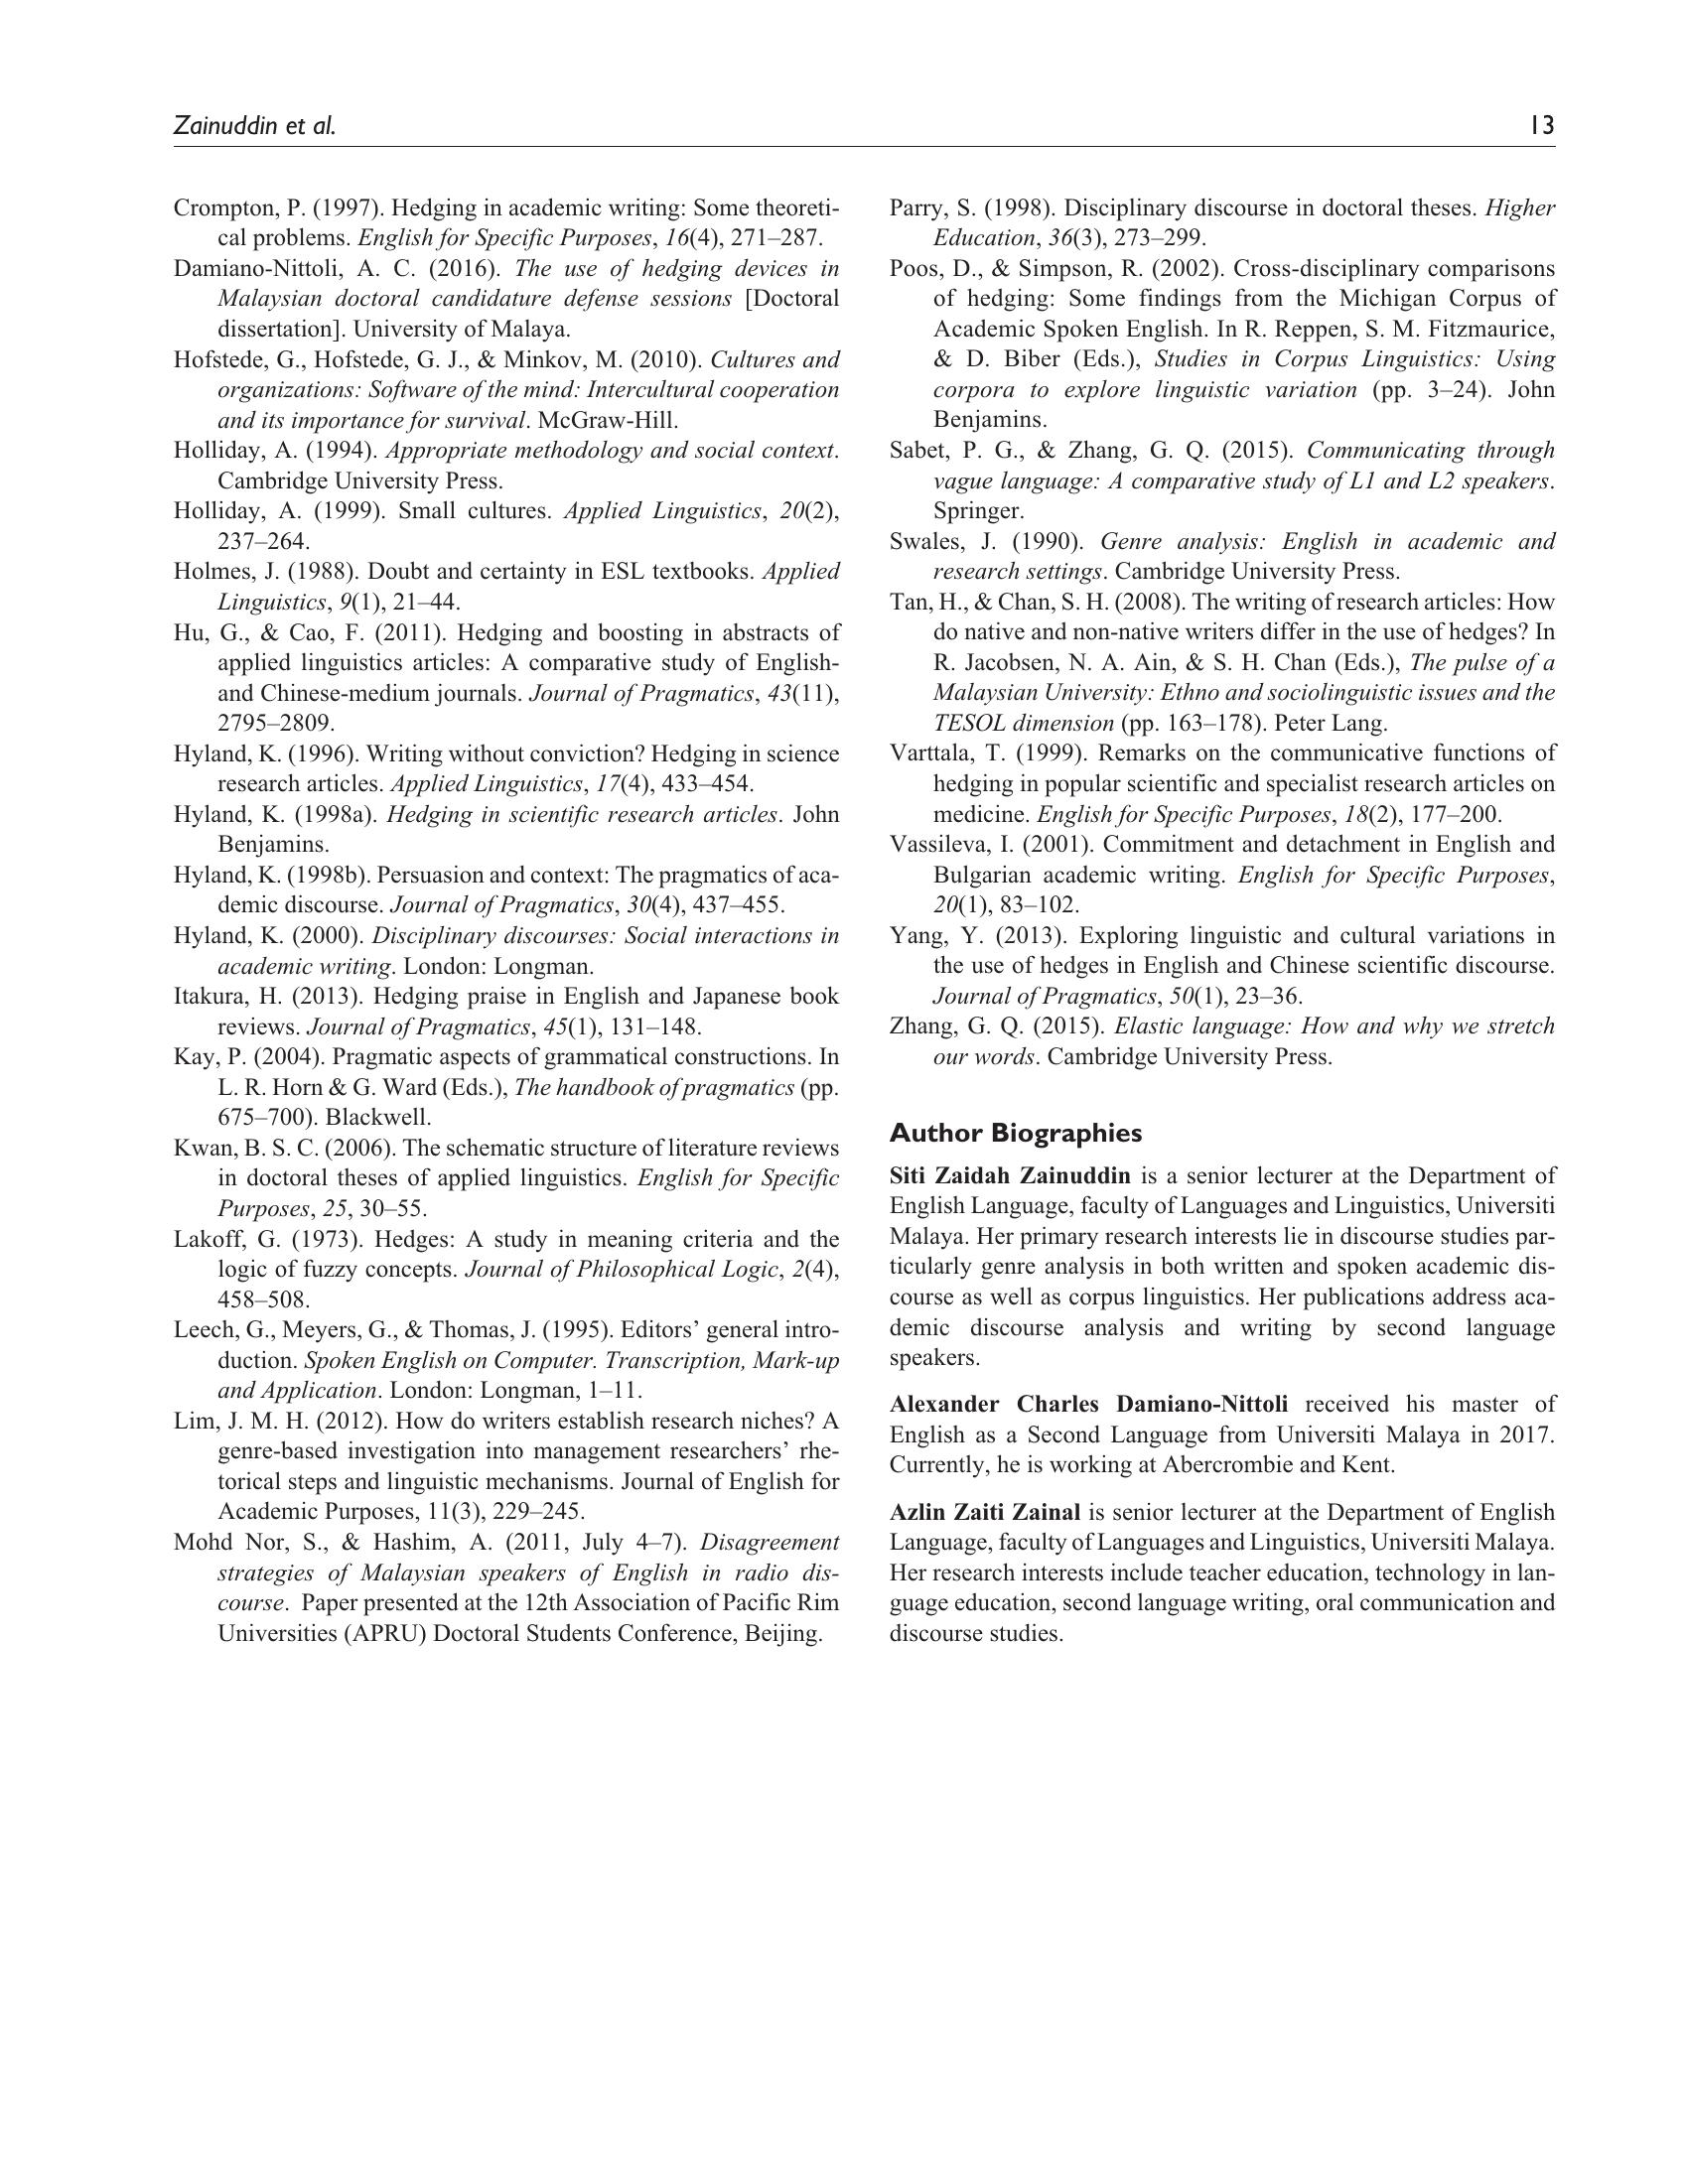 Zainuddin et al.
13
Crompton, P. (1997). Hedging in academic writing: Some theoreti-
cal problems. English for Specific Purposes, 16(4), 271–287.
Damiano-Nittoli, A. C. (2016). The use of hedging devices in
Malaysian doctoral candidature defense sessions [Doctoral
dissertation]. University of Malaya.
Hofstede, G., Hofstede, G. J., & Minkov, M. (2010). Cultures and
organizations: Software of the mind: Intercultural cooperation
and its importance for survival. McGraw-Hill.
Holliday, A. (1994). Appropriate methodology and social context.
Cambridge University Press.
Holliday, A. (1999). Small cultures. Applied Linguistics, 20(2),
237–264.
Holmes, J. (1988). Doubt and certainty in ESL textbooks. Applied
Linguistics, 9(1), 21–44.
Hu, G., & Cao, F. (2011). Hedging and boosting in abstracts of
applied linguistics articles: A comparative study of English-
and Chinese-medium journals. Journal of Pragmatics, 43(11),
2795–2809.
Hyland, K. (1996). Writing without conviction? Hedging in science
research articles. Applied Linguistics, 17(4), 433–454.
Hyland, K. (1998a). Hedging in scientific research articles. John
Benjamins.
Hyland, K. (1998b). Persuasion and context: The pragmatics of aca-
demic discourse. Journal of Pragmatics, 30(4), 437–455.
Hyland, K. (2000). Disciplinary discourses: Social interactions in
academic writing. London: Longman.
Itakura, H. (2013). Hedging praise in English and Japanese book
reviews. Journal of Pragmatics, 45(1), 131–148.
Kay, P. (2004). Pragmatic aspects of grammatical constructions. In
L. R. Horn & G. Ward (Eds.), The handbook of pragmatics (pp.
675–700). Blackwell.
Kwan, B. S. C. (2006). The schematic structure of literature reviews
in doctoral theses of applied linguistics. English for Specific
Purposes, 25, 30–55.
Lakoff, G. (1973). Hedges: A study in meaning criteria and the
logic of fuzzy concepts. Journal of Philosophical Logic, 2(4),
458–508.
Leech, G., Meyers, G., & Thomas, J. (1995). Editors’ general intro-
duction. Spoken English on Computer. Transcription, Mark-up
and Application. London: Longman, 1–11.
Lim, J. M. H. (2012). How do writers establish research niches? A
genre-based investigation into management researchers’ rhe-
torical steps and linguistic mechanisms. Journal of English for
Academic Purposes, 11(3), 229–245.
Mohd Nor, S., & Hashim, A. (2011, July 4–7). Disagreement
strategies of Malaysian speakers of English in radio dis-
course. Paper presented at the 12th Association of Pacific Rim
Universities (APRU) Doctoral Students Conference, Beijing.
Parry, S. (1998). Disciplinary discourse in doctoral theses. Higher
Education, 36(3), 273–299.
Poos, D., & Simpson, R. (2002). Cross-disciplinary comparisons
of hedging: Some findings from the Michigan Corpus of
Academic Spoken English. In R. Reppen, S. M. Fitzmaurice,
& D. Biber (Eds.), Studies in Corpus Linguistics: Using
corpora to explore linguistic variation (pp. 3–24). John
Benjamins.
Sabet, P. G., & Zhang, G. Q. (2015). Communicating through
vague language: A comparative study of L1 and L2 speakers.
Springer.
Swales, J. (1990). Genre analysis: English in academic and
research settings. Cambridge University Press.
Tan, H., & Chan, S. H. (2008). The writing of research articles: How
do native and non-native writers differ in the use of hedges? In
R. Jacobsen, N. A. Ain, & S. H. Chan (Eds.), The pulse of a
Malaysian University: Ethno and sociolinguistic issues and the
TESOL dimension (pp. 163–178). Peter Lang.
Varttala, T. (1999). Remarks on the communicative functions of
hedging in popular scientific and specialist research articles on
medicine. English for Specific Purposes, 18(2), 177–200.
Vassileva, I. (2001). Commitment and detachment in English and
Bulgarian academic writing. English for Specific Purposes,
20(1), 83–102.
Yang, Y. (2013). Exploring linguistic and cultural variations in
the use of hedges in English and Chinese scientific discourse.
Journal of Pragmatics, 50(1), 23–36.
Zhang, G. Q. (2015). Elastic language: How and why we stretch
our words. Cambridge University Press.
Author Biographies
Siti Zaidah Zainuddin is a senior lecturer at the Department of
English Language, faculty of Languages and Linguistics, Universiti
Malaya. Her primary research interests lie in discourse studies par-
ticularly genre analysis in both written and spoken academic dis-
course as well as corpus linguistics. Her publications address aca-
demic discourse analysis and writing by second language
speakers.
Alexander Charles Damiano-Nittoli received his master of
English as a Second Language from Universiti Malaya in 2017.
Currently, he is working at Abercrombie and Kent.
Azlin Zaiti Zainal is senior lecturer at the Department of English
Language, faculty of Languages and Linguistics, Universiti Malaya.
Her research interests include teacher education, technology in lan-
guage education, second language writing, oral communication and
discourse studies.